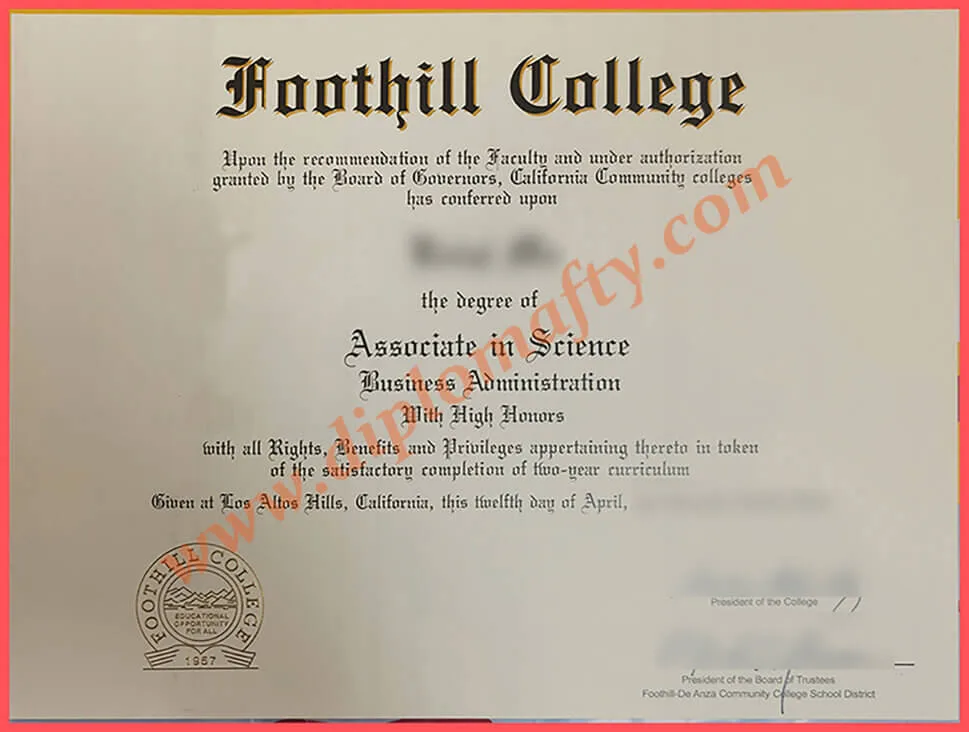 Foothill College
Upon the recommendation of the Faculty and under authorization
granted by the Board of Governors, California Community colleges
has conferred upon
the degree of
Associate in Science
Business Administration
With High Honors
with all Rights, Benefits and Privileges appertaining thereto in token
of the satisfactory completion of two-year curriculum
Given at Los Altos Hills, California, this twelfth day of April,
www.diplomafty.com
FOOTHILL COLLEGE
EDUCATIONAL
OPPORTUNITY
FOR ALL
1957
President of the College
President of the Board of Trustees
Foothill-De Anza Community College School District